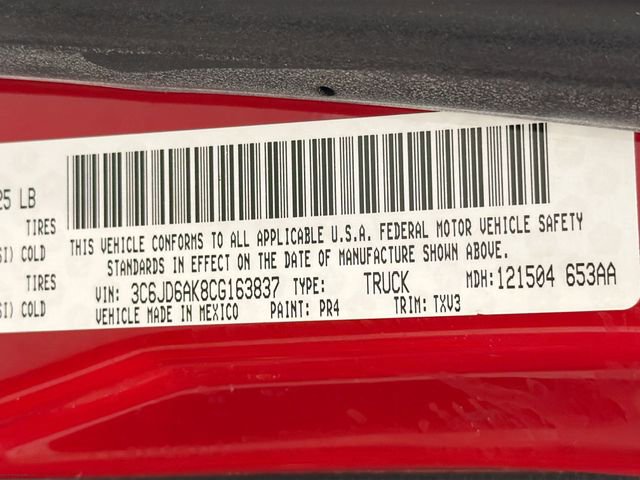 25 LB
TIRES
SI) COLD
TIRES
SI) COLD
THIS VEHICLE CONFORMS TO ALL APPLICABLE U.S.A. FEDERAL MOTOR VEHICLE SAFETY
STANDARDS IN EFFECT ON THE DATE OF MANUFACTURE SHOWN ABOVE.
VIN: 3C6JD6AK8CG163837 TYPE: TRUCK MDH:121504 653AA
VEHICLE MADE IN MEXICO PAINT: PR4 TRIM: TXV3